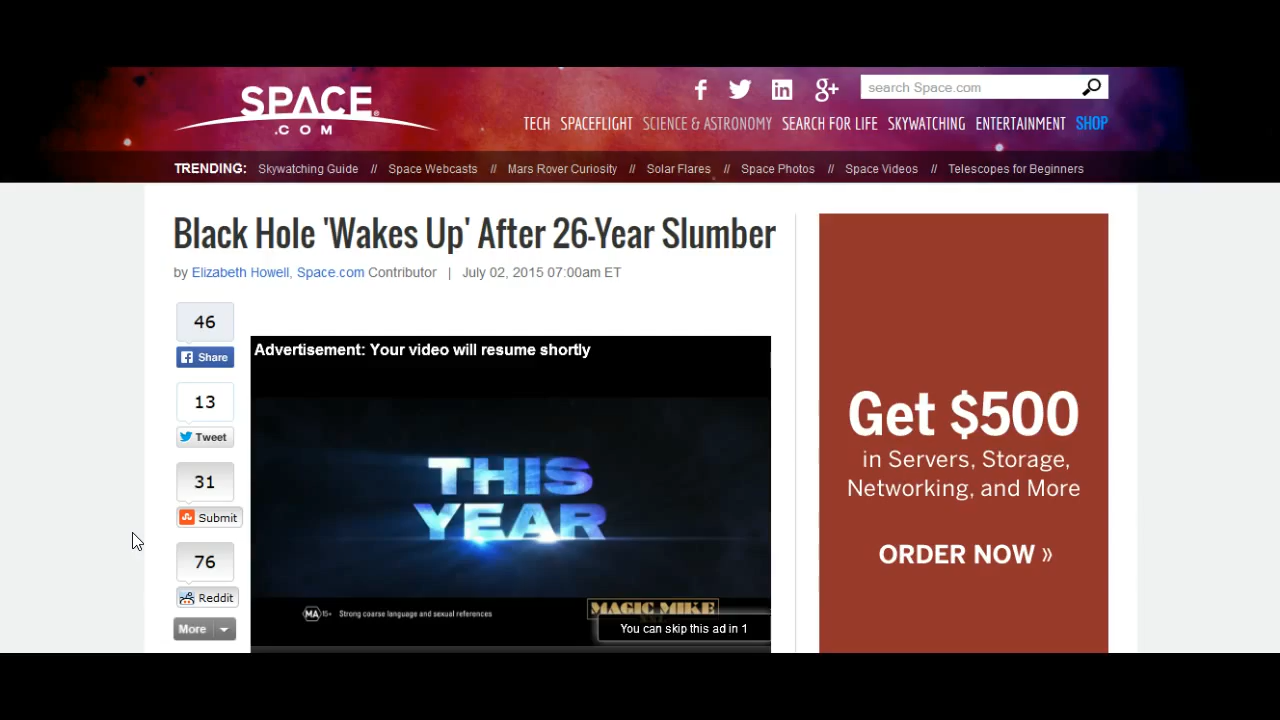 SPACE
.COM
search Space.com
TECH SPACEFLIGHT SCIENCE & ASTRONOMY SEARCH FOR LIFE SKYWATCHING ENTERTAINMENT SHOP
TRENDING: Skywatching Guide // Space Webcasts // Mars Rover Curiosity // Solar Flares // Space Photos // Space Videos // Telescopes for Beginners
Black Hole 'Wakes Up' After 26-Year Slumber
by Elizabeth Howell, Space.com Contributor | July 02, 2015 07:00am ET
46
Share
13
Tweet
31
Submit
76
Reddit
More
Advertisement: Your video will resume shortly
THIS
YEAR
MA 15+ Strong coarse language and sexual references
MAGIC MIKE
XXL
You can skip this ad in 1
Get $500
in Servers, Storage,
Networking, and More
ORDER NOW »